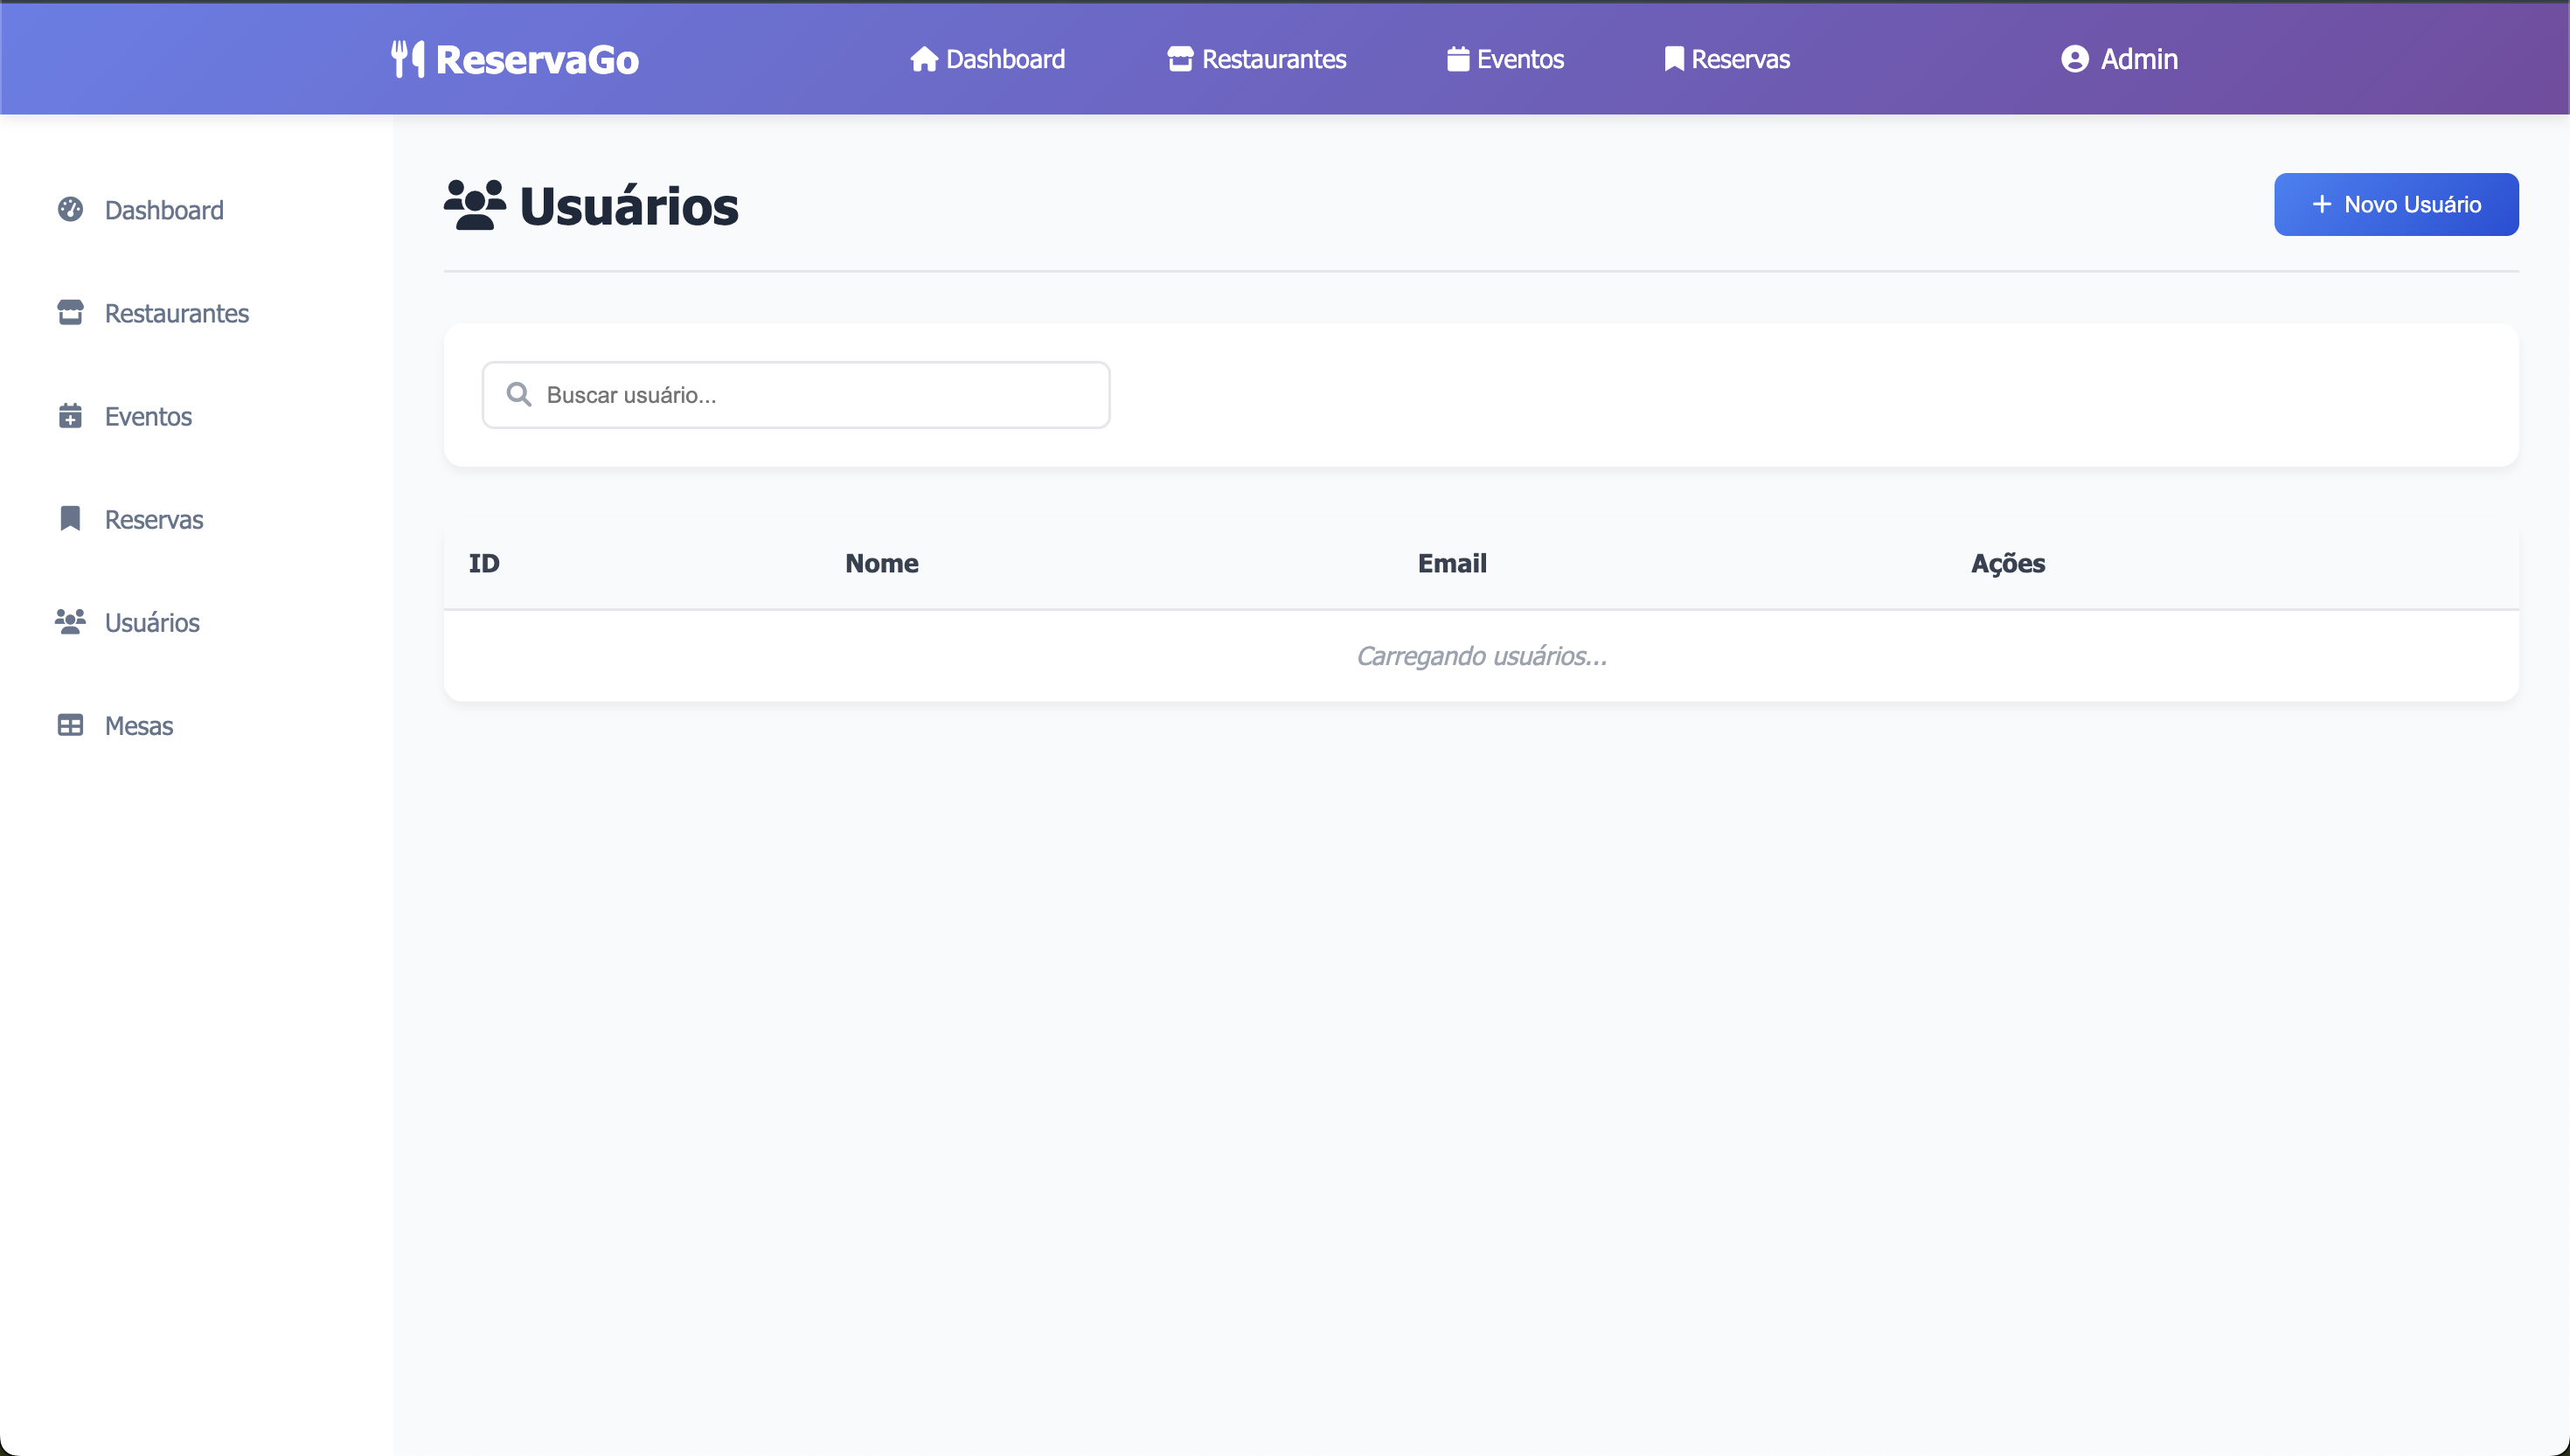 ReservaGo
Dashboard
Restaurantes
Eventos
Reservas
Admin
Dashboard
Restaurantes
Eventos
Reservas
Usuários
Mesas
Usuários
Novo Usuário
Buscar usuário...
ID Nome Email Ações
Carregando usuários...